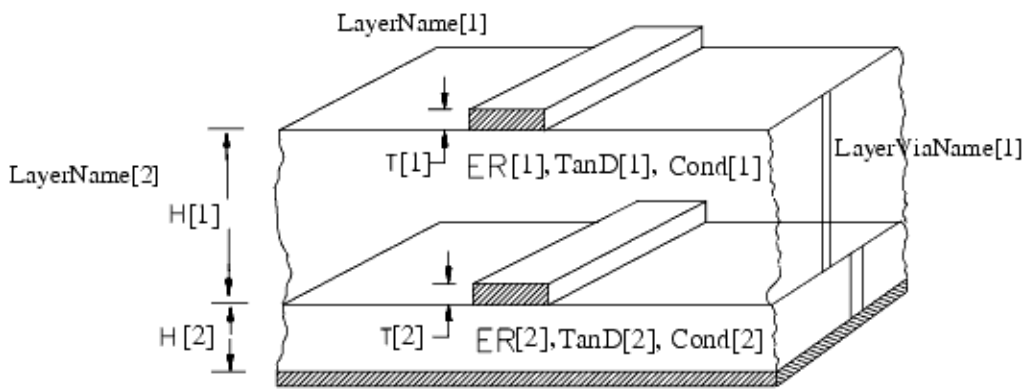 LayerName[1]
T[1]
ER[1], TanD[1], Cond[1]
LayerViaName[1]
LayerName[2]
H[1]
H[2]
T[2]
ER[2],TanD[2], Cond[2]